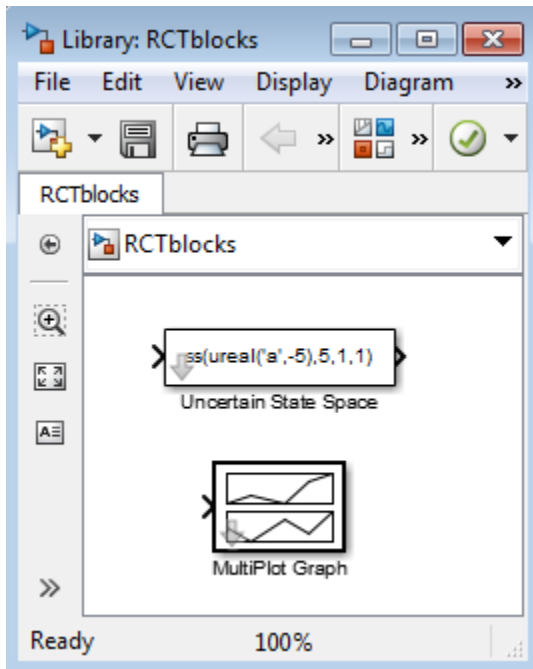 Library: RCTblocks
File Edit View Display Diagram »
» »
RCTblocks
RCTblocks
ss(ureal('a',-5),5,1,1)
Uncertain State Space
MultiPlot Graph
»
Ready 100%